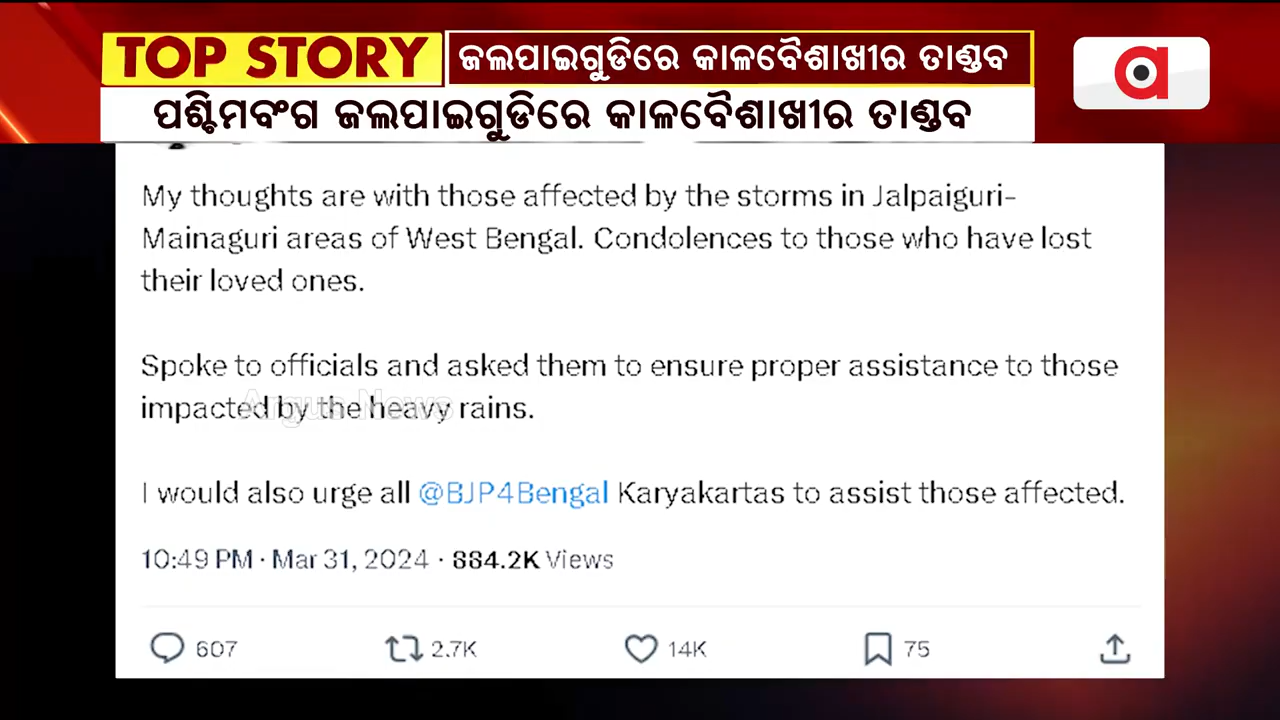 TOP STORY
ଜଲପାଇଗୁଡିରେ କାଳବୈଶାଖୀର ତାଣ୍ଡବ
ପଶ୍ଚିମବଂଗ ଜଲପାଇଗୁଡିରେ କାଳବୈଶାଖୀର ତାଣ୍ଡବ
My thoughts are with those affected by the storms in Jalpaiguri-
Mainaguri areas of West Bengal. Condolences to those who have lost
their loved ones.
Spoke to officials and asked them to ensure proper assistance to those
impacted by the heavy rains.
Argus News
I would also urge all @BJP4Bengal Karyakartas to assist those affected.
10:49 PM · Mar 31, 2024 · 884.2K Views
607 2.7K 14K 75